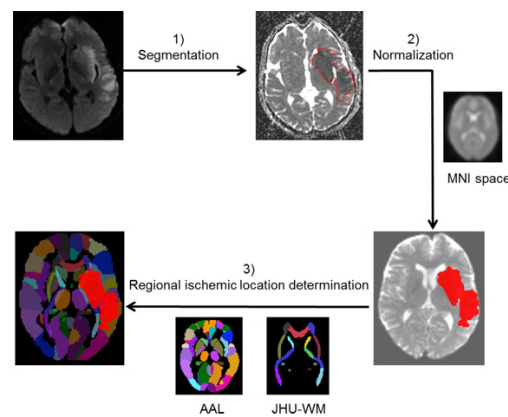 1)
Segmentation
2)
Normalization
MNI space
3)
Regional ischemic location determination
AAL
JHU-WM